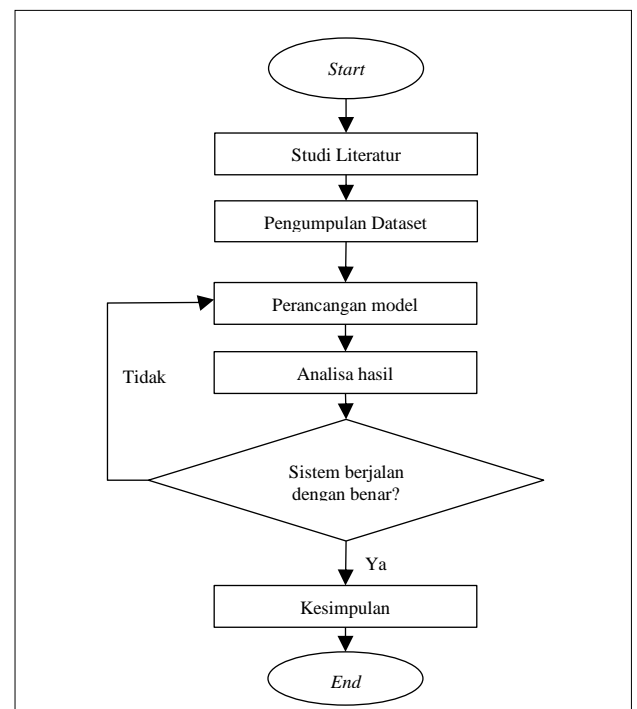 Start
Studi Literatur
Pengumpulan Dataset
Perancangan model
Analisa hasil
Tidak
Sistem berjalan
dengan benar?
Ya
Kesimpulan
End